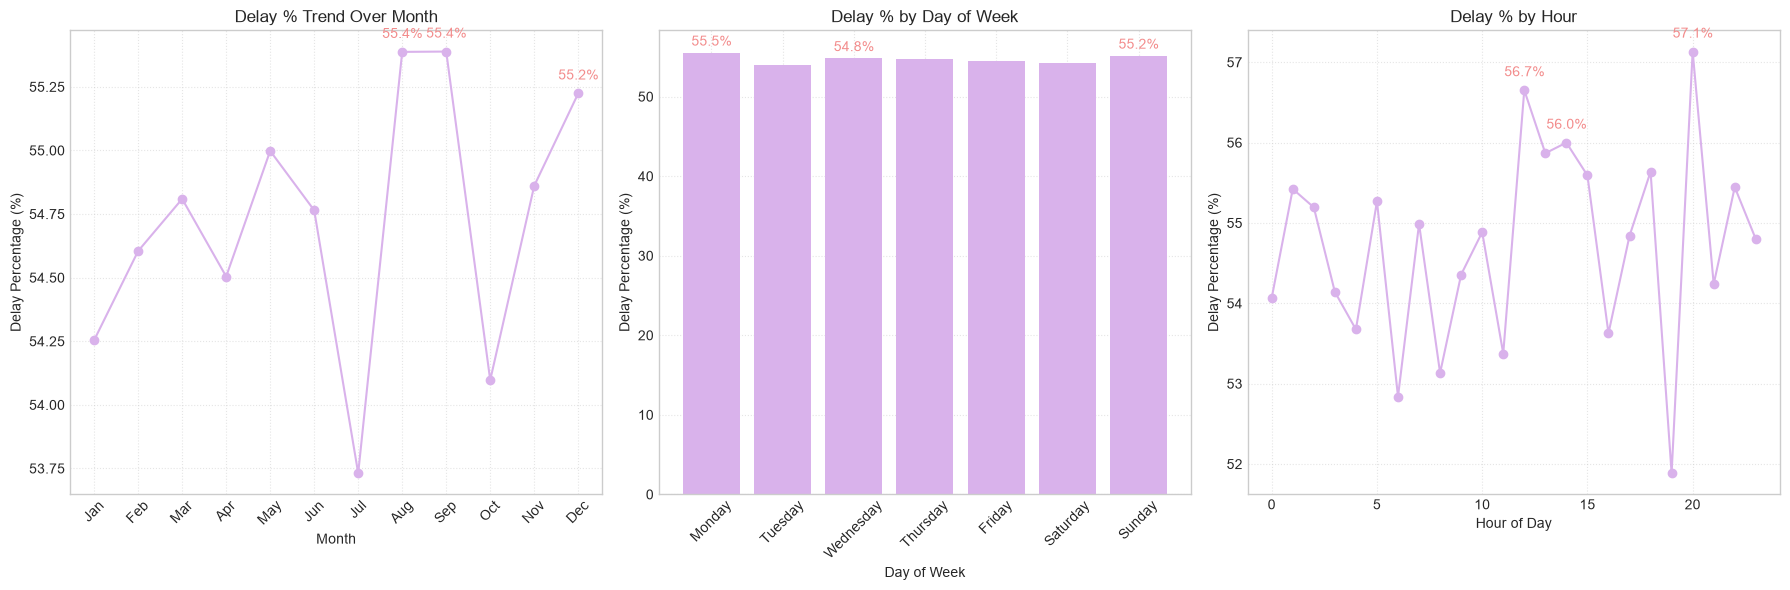 Delay % Trend Over Month
55.4% 55.4%
55.2%
55.25
55.00
54.75
54.50
54.25
54.00
53.75
Delay Percentage (%)
Jan Feb Mar Apr May Jun Jul Aug Sep Oct Nov Dec
Month
Delay % by Day of Week
55.5% 54.8% 55.2%
50
40
30
20
10
0
Delay Percentage (%)
Monday Tuesday Wednesday Thursday Friday Saturday Sunday
Day of Week
Delay % by Hour
57.1%
56.7%
56.0%
57
56
55
54
53
52
Delay Percentage (%)
0 5 10 15 20
Hour of Day